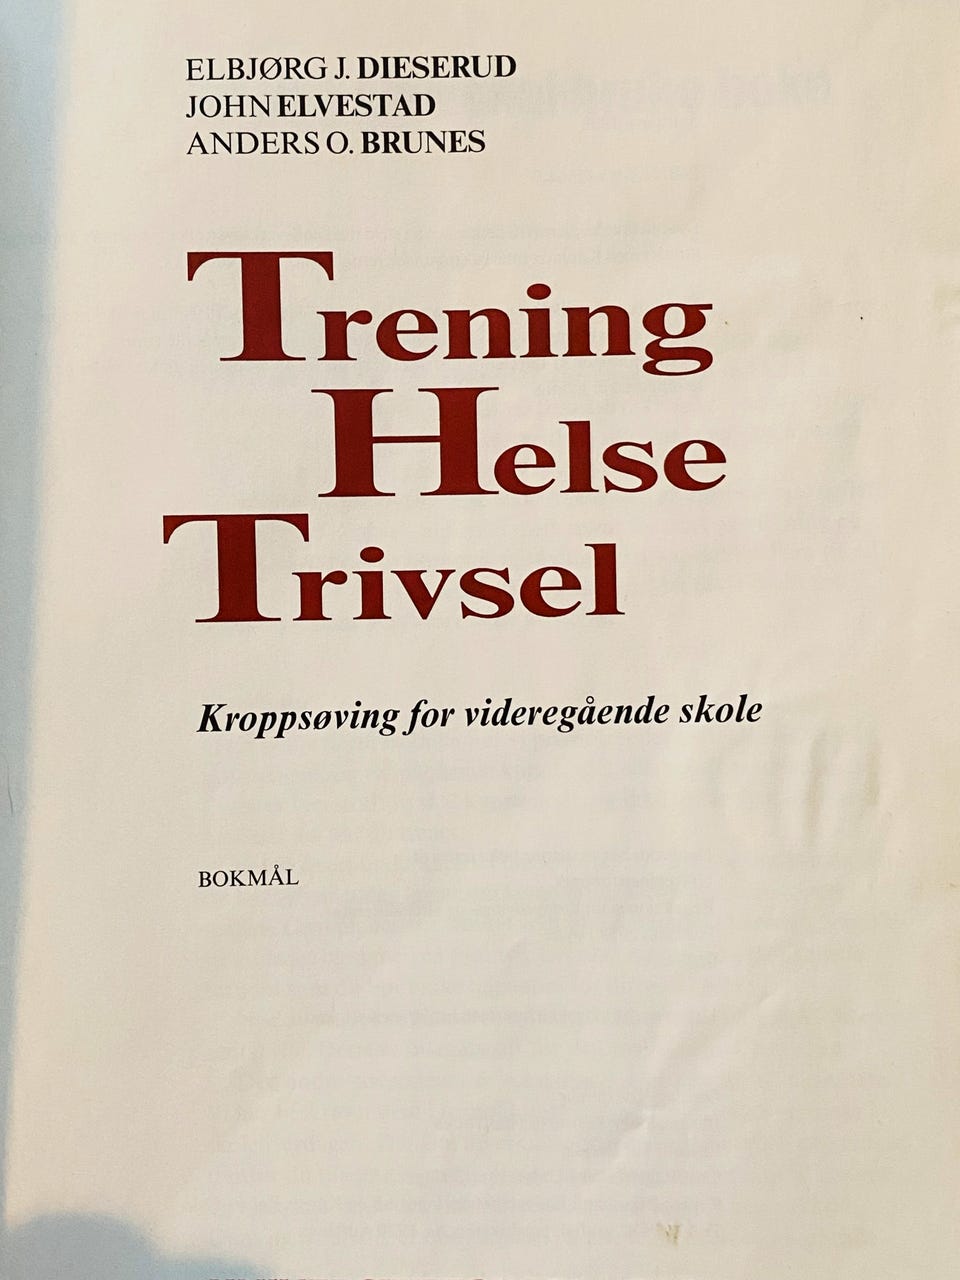 ELBJØRG J. DIESERUD
JOHN ELVESTAD
ANDERS O. BRUNES
Trening
Helse
Trivsel
Kroppsøving for videregående skole
BOKMÅL